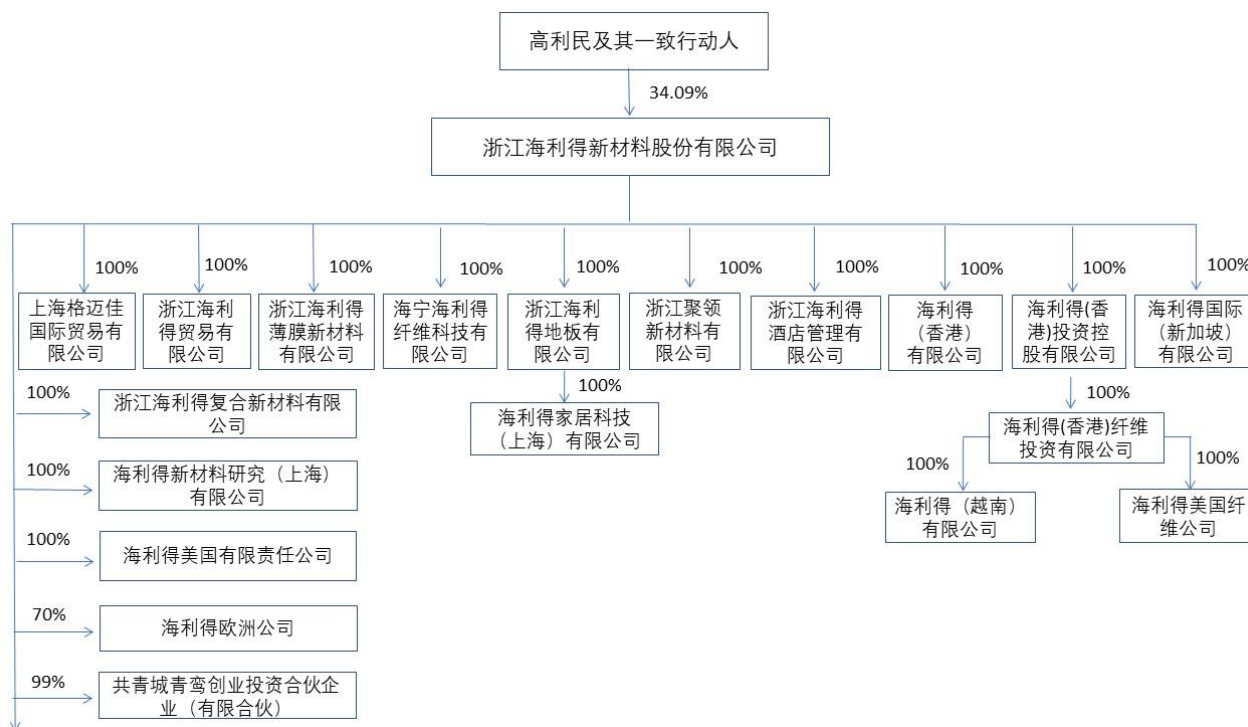 高利民及其一致行动人
34.09%
浙江海利得新材料股份有限公司
100%
100%
100%
100%
100%
100%
100%
100%
100%
100%
上海格迈佳
国际贸易有
限公司
浙江海利
得贸易有
限公司
浙江海利得
薄膜新材料
有限公司
海宁海利得
纤维科技有
限公司
浙江海利
得地板有
限公司
浙江聚领
新材料有
限公司
浙江海利得
酒店管理有
限公司
海利得
（香港）
有限公司
海利得(香
港)投资控
股有限公司
海利得国际
（新加坡）
有限公司
100%
浙江海利得复合新材料有限
公司
100%
海利得家居科技
（上海）有限公司
100%
海利得(香港)纤维
投资有限公司
100%
海利得新材料研究（上海）
有限公司
100%
海利得（越南）
有限公司
100%
海利得美国纤
维公司
100%
海利得美国有限责任公司
70%
海利得欧洲公司
99%
共青城青鸾创业投资合伙企
业（有限合伙）